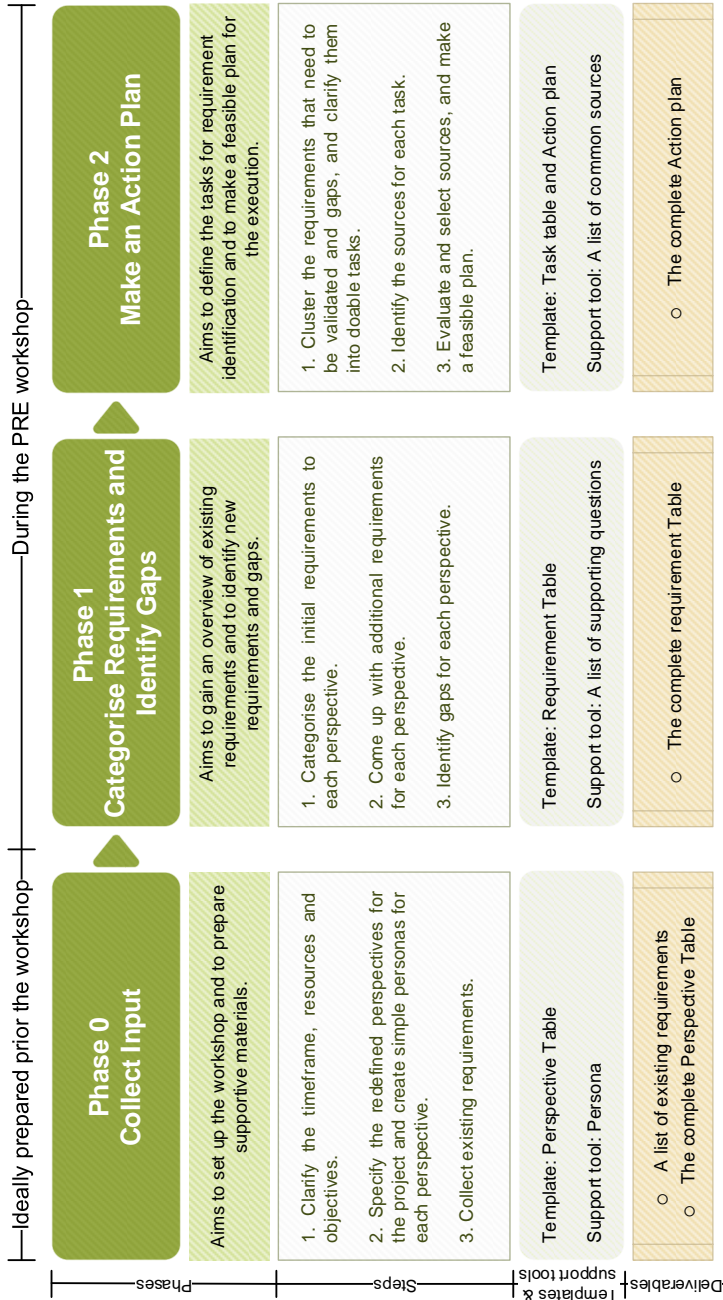 Ideally prepared prior the workshop
During the PRE workshop
Phases
Phase 0
Collect Input
Phase 1
Categorise Requirements and
Identify Gaps
Phase 2
Make an Action Plan
Aims to set up the workshop and to prepare
supportive materials.
Aims to gain an overview of existing
requirements and to identify new
requirements and gaps.
Aims to define the tasks for requirement
identification and to make a feasible plan for
the execution.
Steps
1. Clarify the timeframe, resources and
objectives.
2. Specify the redefined perspectives for
the project and create simple personas for
each perspective.
3. Collect existing requirements.
1. Categorise the initial requirements to
each perspective.
2. Come up with additional requirements
for each perspective.
3. Identify gaps for each perspective.
1. Cluster the requirements that need to
be validated and gaps, and clarify them
into doable tasks.
2. Identify the sources for each task.
3. Evaluate and select sources, and make
a feasible plan.
Templates &
support tools
Template: Perspective Table
Support tool: Persona
Template: Requirement Table
Support tool: A list of supporting questions
Template: Task table and Action plan
Support tool: A list of common sources
Deliverables
○ A list of existing requirements
○ The complete Perspective Table
○ The complete requirement Table
○ The complete Action plan